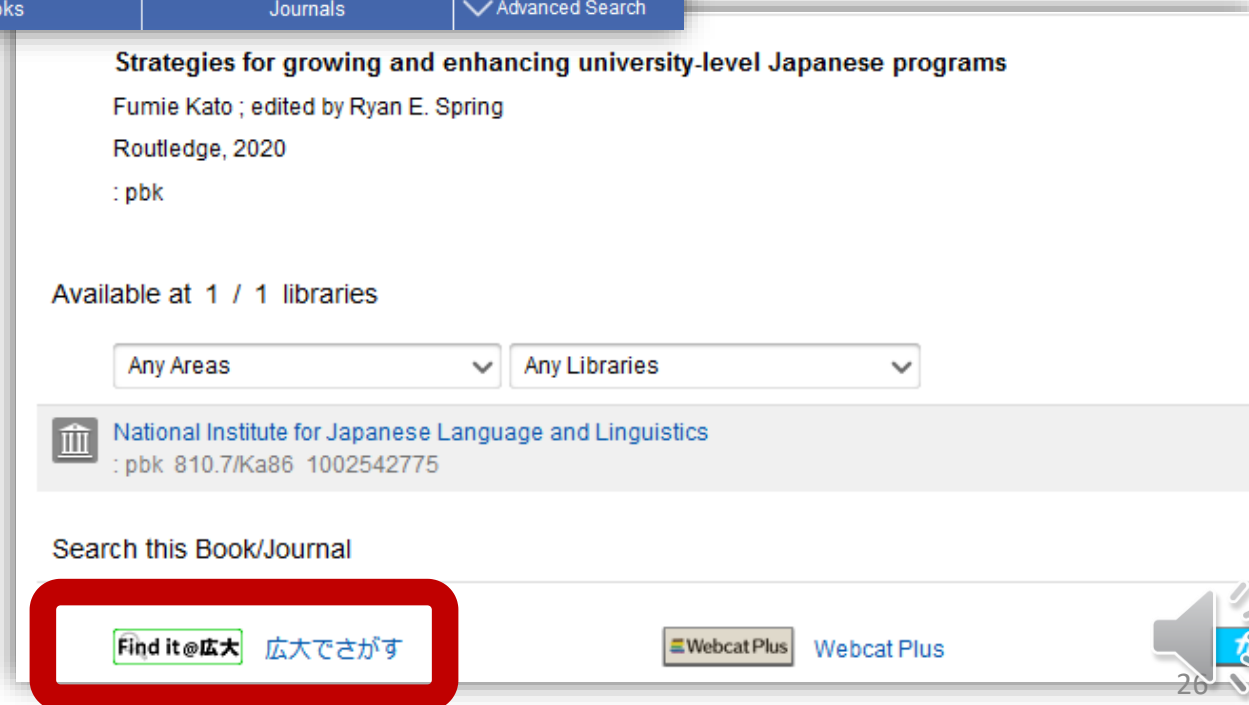 Journals
Advanced Search
Strategies for growing and enhancing university-level Japanese programs
Fumie Kato ; edited by Ryan E. Spring
Routledge, 2020
: pbk
Available at 1 / 1 libraries
Any Areas
Any Libraries
National Institute for Japanese Language and Linguistics
: pbk 810.7/Ka86 1002542775
Search this Book/Journal
Find it@広大 広大でさがす
Webcat Plus Webcat Plus
26